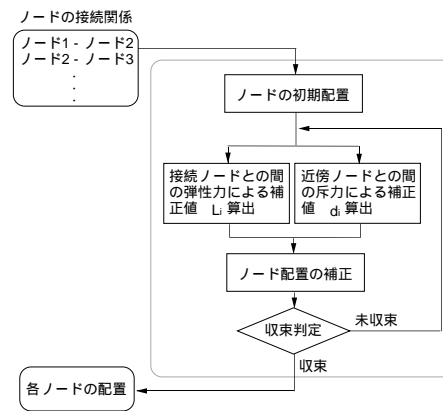 ノードの接続関係
ノード1 - ノード2
ノード2 - ノード3
.
.
.
ノードの初期配置
接続ノードとの間
の弾性力による補
正値 Li 算出
近傍ノードとの間
の斥力による補正
値 di 算出
ノード配置の補正
収束判定
未収束
収束
各ノードの配置